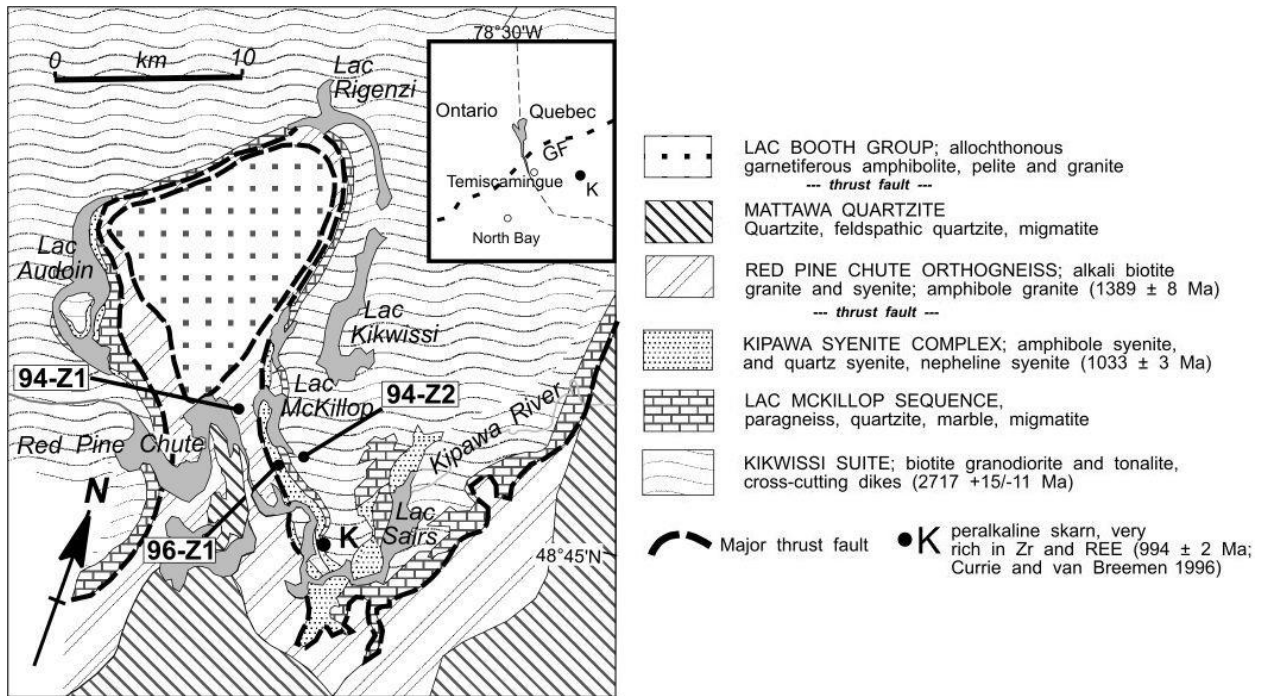 78°30'W
0 km 10
Lac
Rigenzi
Ontario Quebec
GF
Temiscamingue
K
North Bay
Lac
Audoin
Lac
Kikwissi
94-Z1
Lac
McKillop
94-Z2
Red Pine Chute
Kipawa River
N
Lac
Sairs
96-Z1
K
48°45'N
LAC BOOTH GROUP; allochthonous
garnetiferous amphibolite, pelite and granite
--- thrust fault ---
MATTAWA QUARTZITE
Quartzite, feldspathic quartzite, migmatite
RED PINE CHUTE ORTHOGNEISS; alkali biotite
granite and syenite; amphibole granite (1389 ± 8 Ma)
--- thrust fault ---
KIPAWA SYENITE COMPLEX; amphibole syenite,
and quartz syenite, nepheline syenite (1033 ± 3 Ma)
LAC MCKILLOP SEQUENCE,
paragneiss, quartzite, marble, migmatite
KIKWISSI SUITE; biotite granodiorite and tonalite,
cross-cutting dikes (2717 +15/-11 Ma)
Major thrust fault
K peralkaline skarn, very
rich in Zr and REE (994 ± 2 Ma;
Currie and van Breemen 1996)